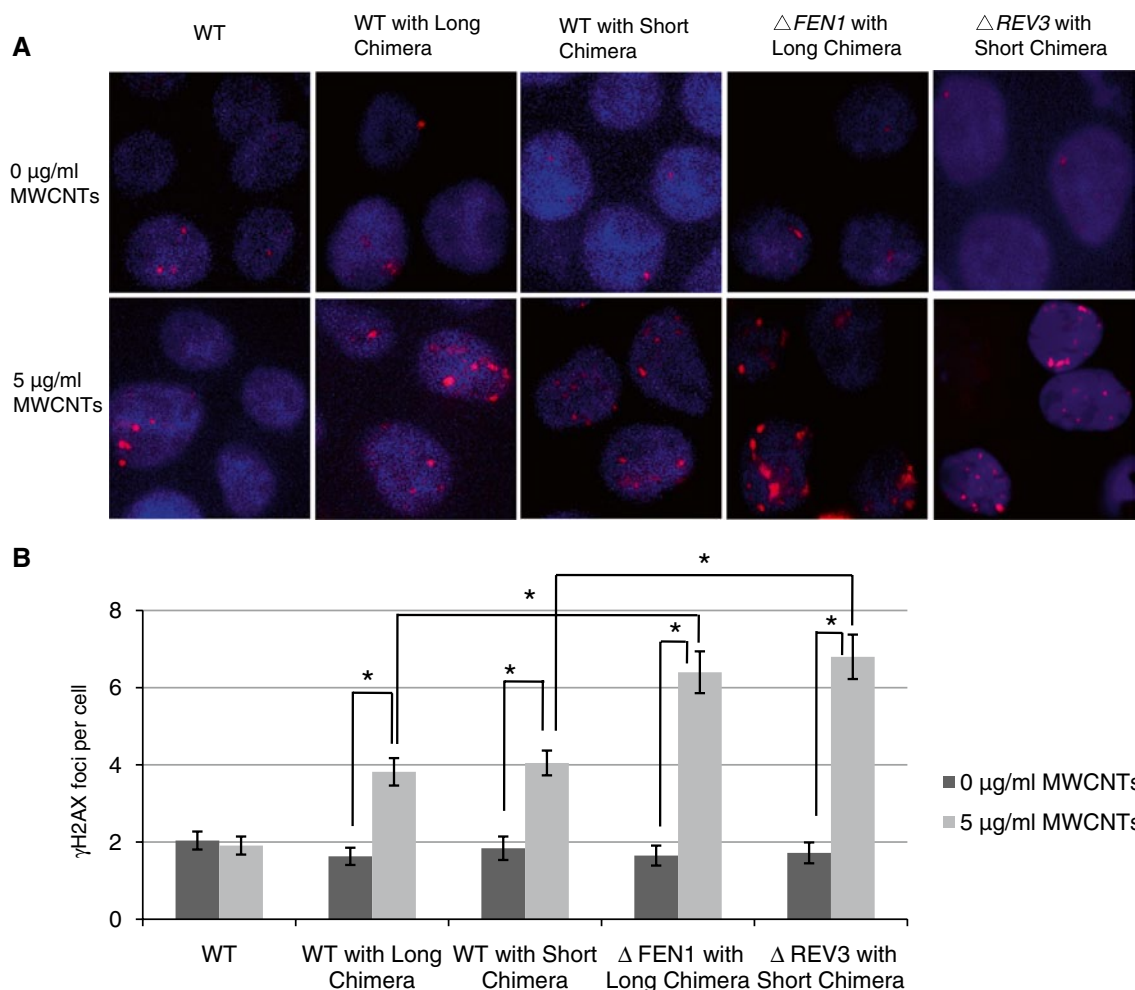 A
WT
WT with Long
Chimera
WT with Short
Chimera
△FEN1 with
Long Chimera
△REV3 with
Short Chimera
0 μg/ml
MWCNTs
5 μg/ml
MWCNTs
B
*
*
*
*
*
*
γH2AX foci per cell
8
6
4
2
0
0 μg/ml MWCNTs
5 μg/ml MWCNTs
WT
WT with Long
Chimera
WT with Short
Chimera
Δ FEN1 with
Long Chimera
Δ REV3 with
Short Chimera